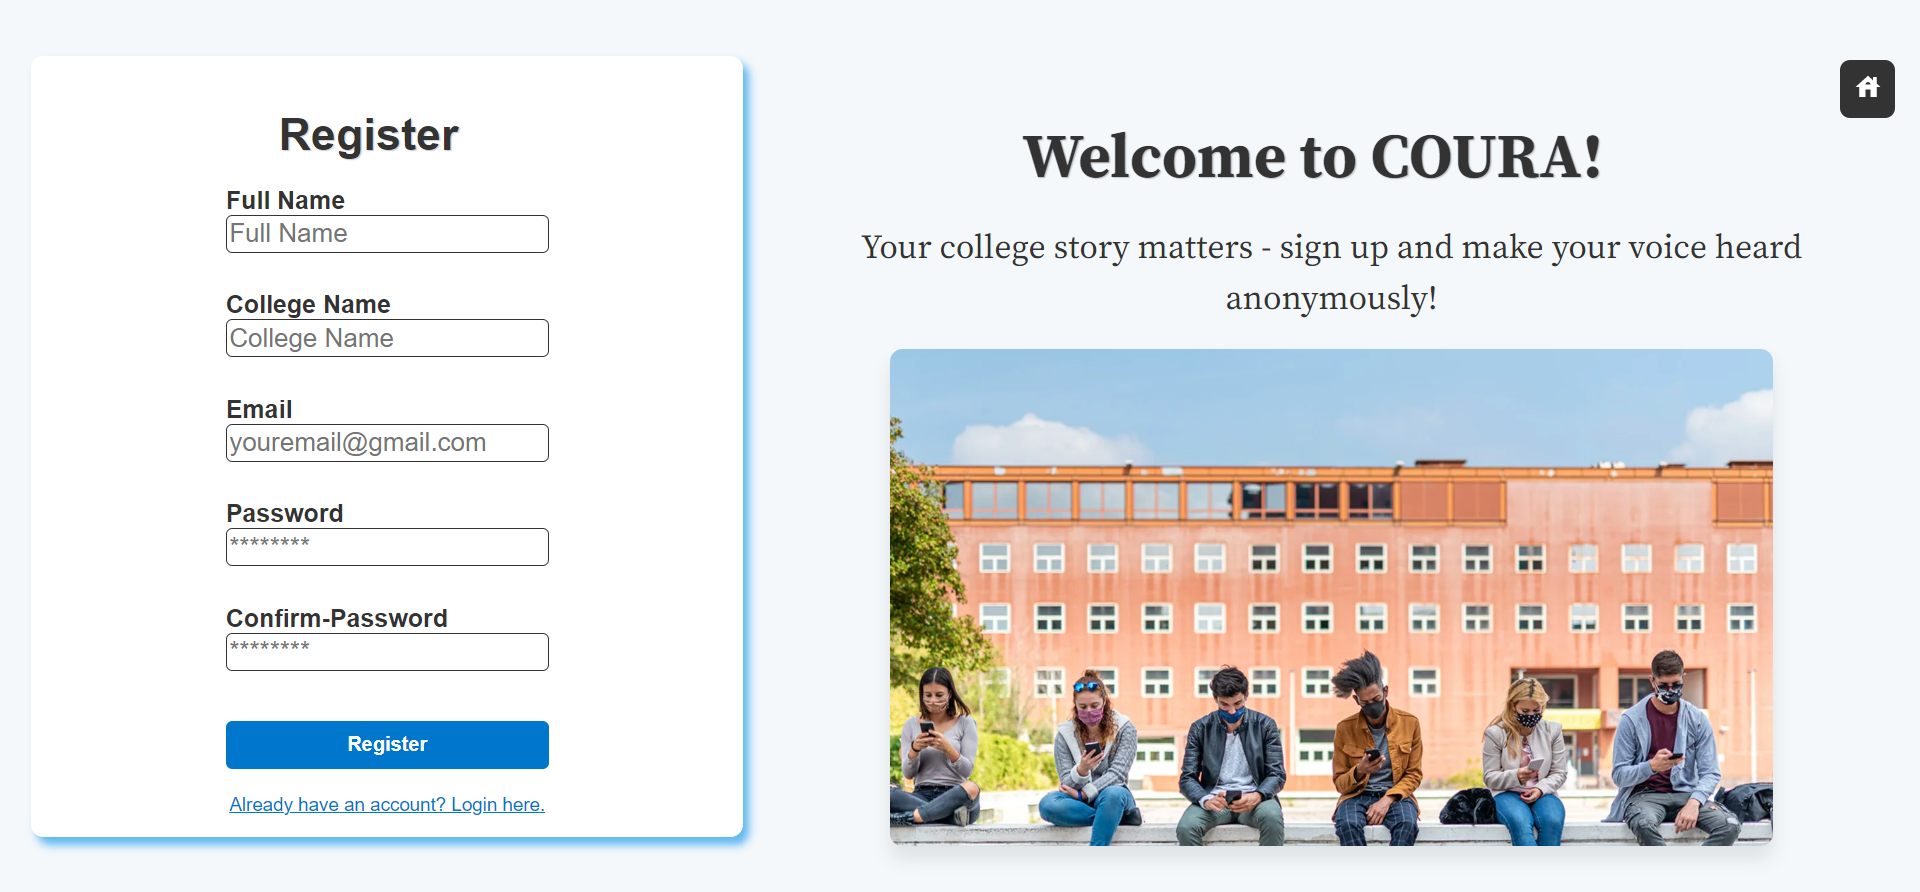 Register
Full Name
Full Name
College Name
College Name
Email
youremail@gmail.com
Password
********
Confirm-Password
********
Register
Already have an account? Login here.
Welcome to COURA!
Your college story matters - sign up and make your voice heard
anonymously!